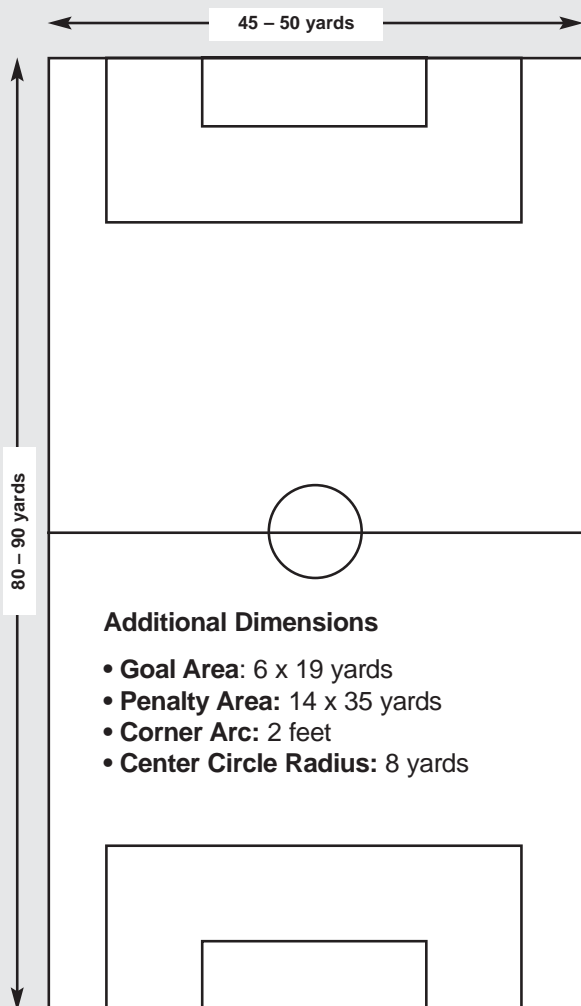 45 – 50 yards
80 – 90 yards
Additional Dimensions
• Goal Area: 6 x 19 yards
• Penalty Area: 14 x 35 yards
• Corner Arc: 2 feet
• Center Circle Radius: 8 yards